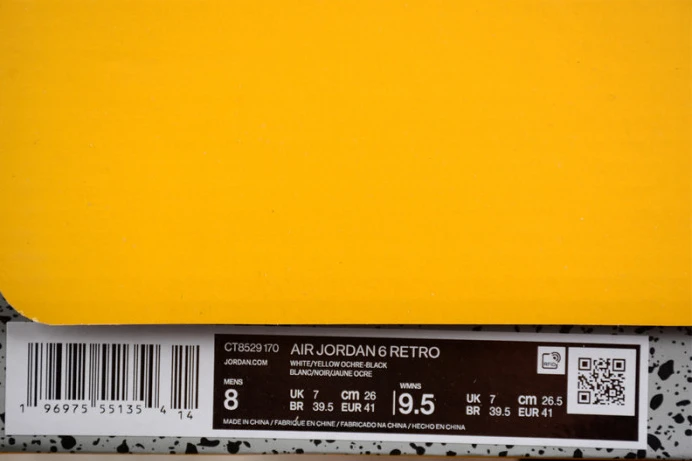 CT8529 170 AIR JORDAN 6 RETRO
JORDAN.COM WHITE/YELLOW OCHRE-BLACK
BLANC/NOIR/JAUNE OCRE
MENS WMNS
8 UK 7 cm 26 9.5 UK 7 cm 26.5
BR 39.5 EUR 41 BR 39.5 EUR 41
MADE IN CHINA / FABRIQUÉ EN CHINE / FABRICADO NA CHINA / HECHO EN CHINA
RFID
1 96975 55135 4 14